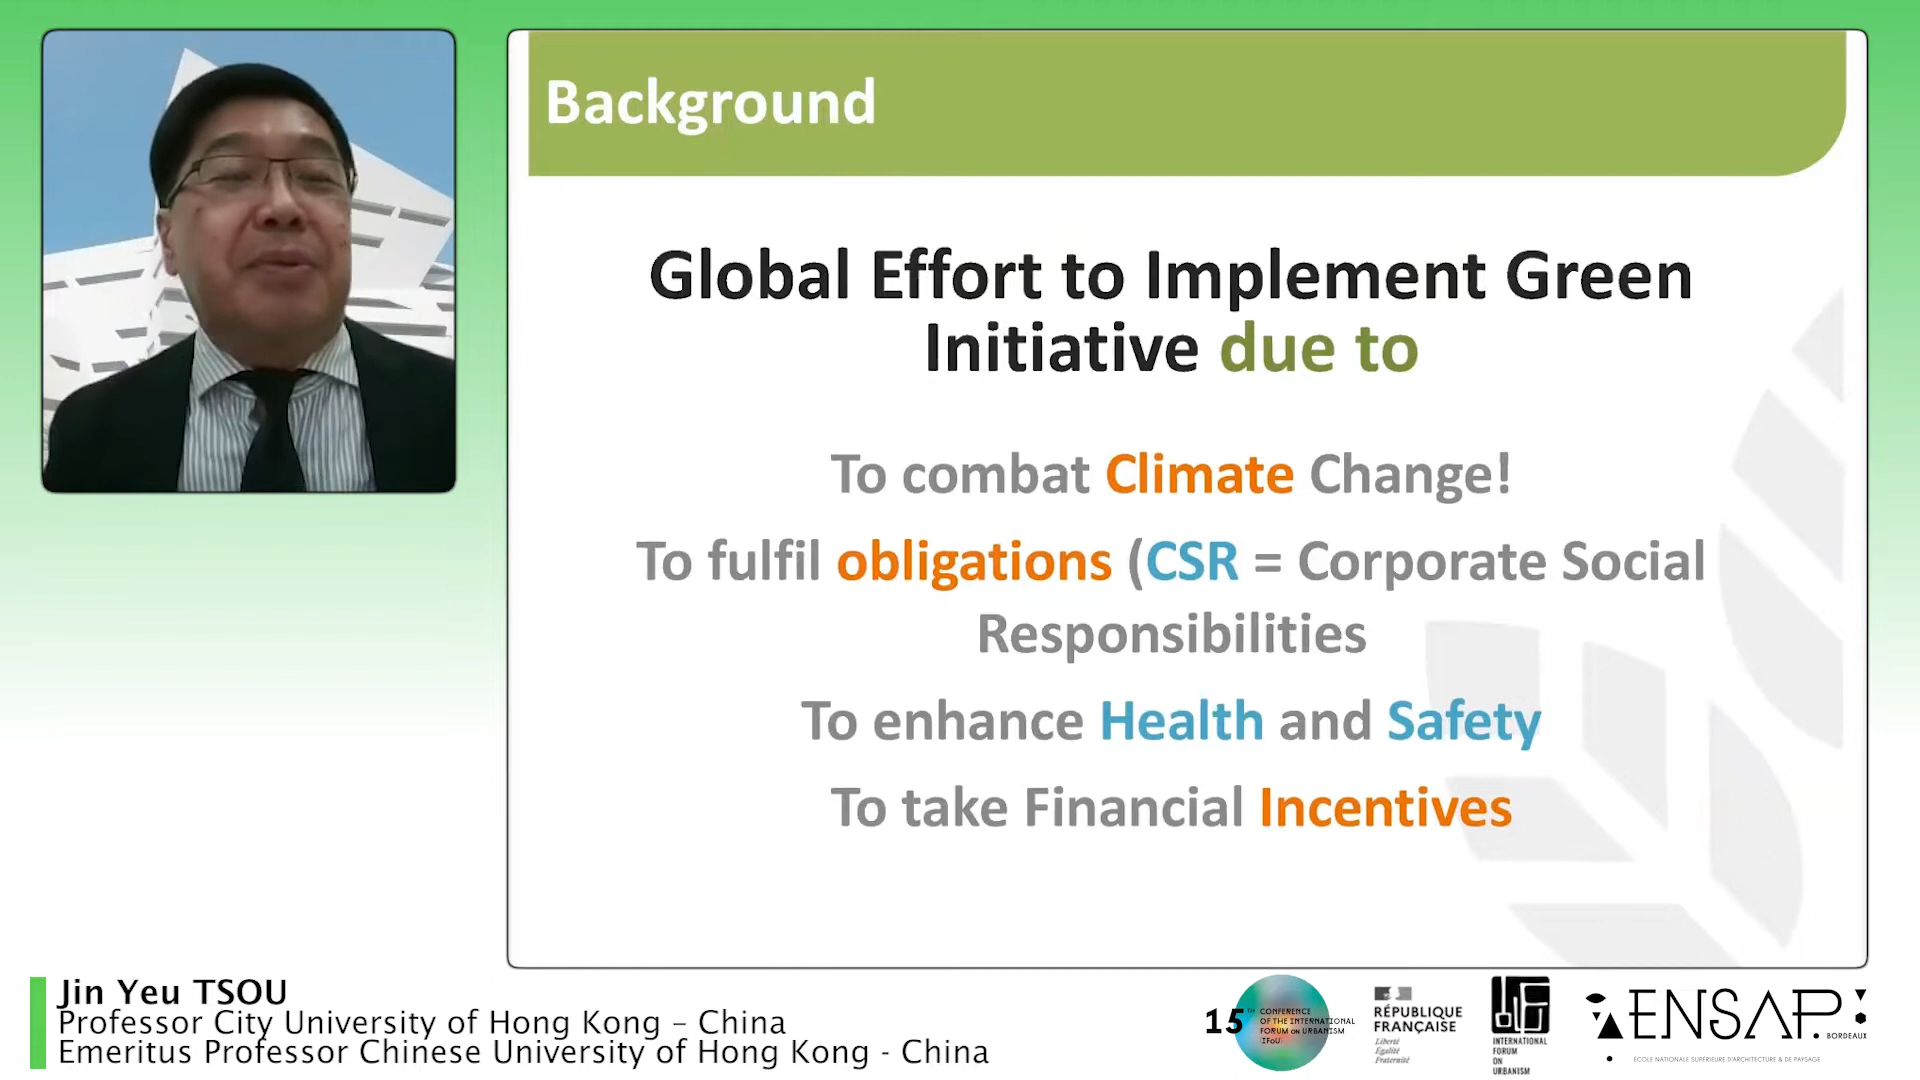 Background
Global Effort to Implement Green
Initiative due to
To combat Climate Change!
To fulfil obligations (CSR = Corporate Social
Responsibilities
To enhance Health and Safety
To take Financial Incentives
Jin Yeu TSOU
Professor City University of Hong Kong – China
Emeritus Professor Chinese University of Hong Kong - China
15TH CONFERENCE
OF THE INTERNATIONAL
FORUM ON URBANISM
IFoU
RÉPUBLIQUE
FRANÇAISE
Liberté
Égalité
Fraternité
INTERNATIONAL
FORUM
ON
URBANISM
ENSAP
BORDEAUX
ECOLE NATIONALE SUPÉRIEURE D'ARCHITECTURE & DE PAYSAGE